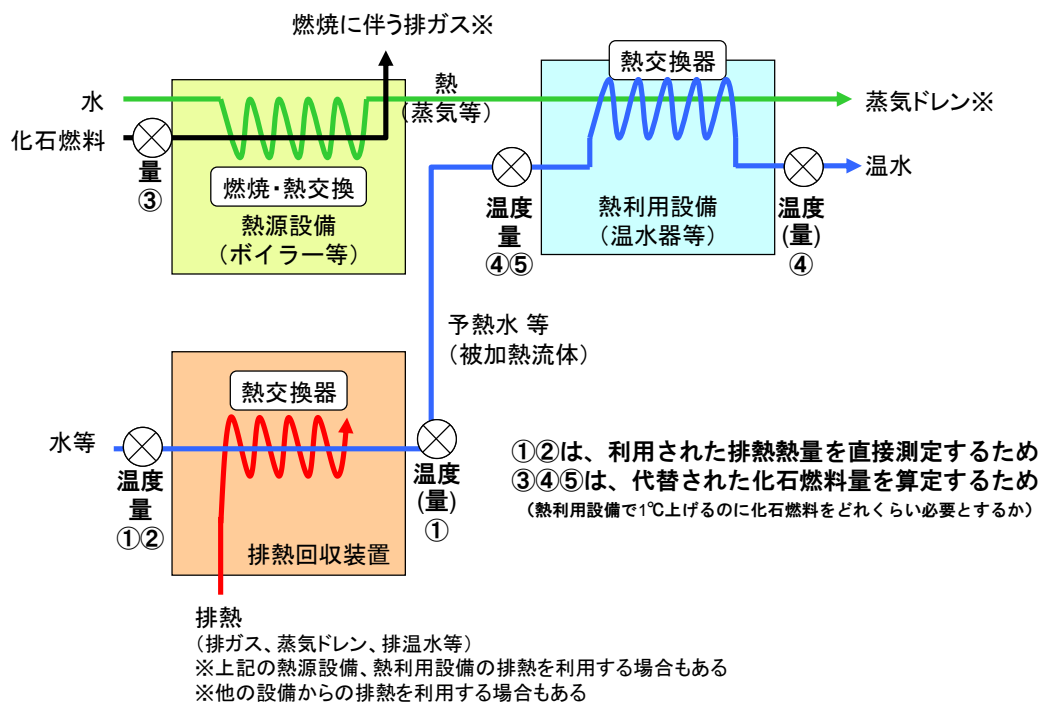 燃焼に伴う排ガス※
熱交換器
水
熱
(蒸気等)
蒸気ドレン※
化石燃料
量
③
燃焼・熱交換
熱源設備
(ボイラー等)
温度
量
④⑤
熱利用設備
(温水器等)
温度
(量)
④
温水
予熱水 等
(被加熱流体)
熱交換器
水等
温度
量
①②
温度
(量)
①
排熱回収装置
①②は、利用された排熱熱量を直接測定するため
③④⑤は、代替された化石燃料量を算定するため
(熱利用設備で1℃上げるのに化石燃料をどれくらい必要とするか)
排熱
(排ガス、蒸気ドレン、排温水等)
※上記の熱源設備、熱利用設備の排熱を利用する場合もある
※他の設備からの排熱を利用する場合もある